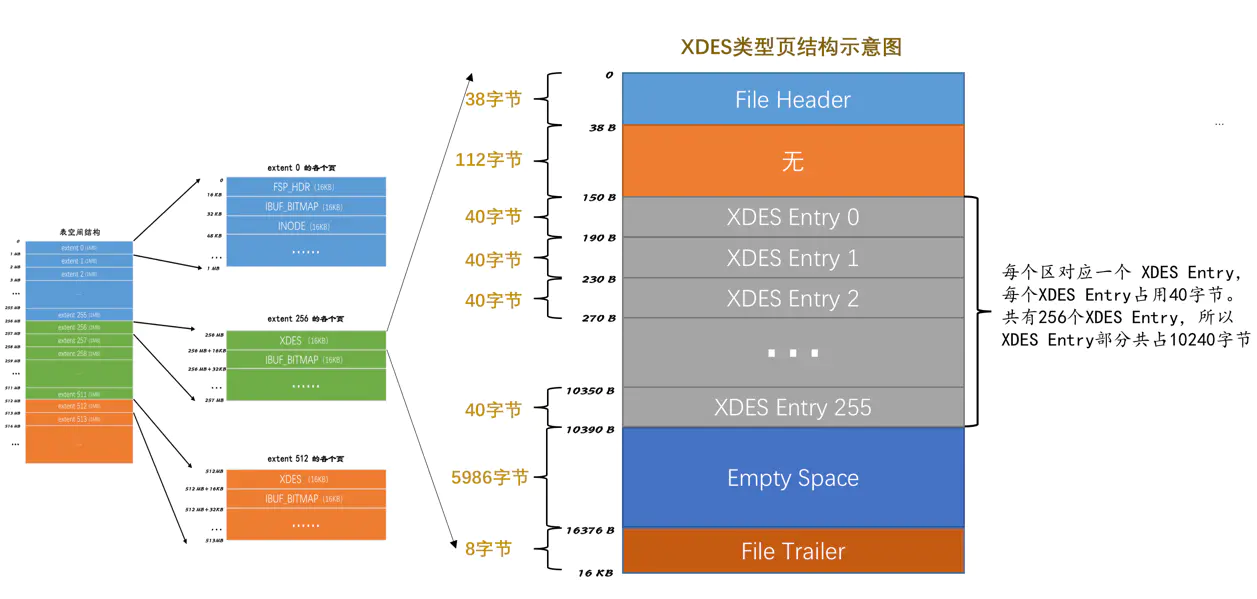 XDES类型页结构示意图
表空间结构
0
extent 0 (1MB)
1 MB
extent 1 (1MB)
2 MB
extent 2 (1MB)
3 MB
...
...
255 MB
extent 255 (1MB)
256 MB
extent 256 (1MB)
257 MB
extent 257 (1MB)
258 MB
extent 258 (1MB)
259 MB
...
...
511 MB
extent 511 (1MB)
512 MB
extent 512 (1MB)
513 MB
extent 513 (1MB)
514 MB
...
...
extent 0 的各个页
0
FSP_HDR (16KB)
16 KB
IBUF_BITMAP (16KB)
32 KB
INODE (16KB)
48 KB
......
...
1 MB
extent 256 的各个页
256 MB
XDES (16KB)
256 MB+16KB
IBUF_BITMAP (16KB)
256 MB+32KB
......
...
257 MB
extent 512 的各个页
512MB
XDES (16KB)
512 MB+16KB
IBUF_BITMAP (16KB)
512 MB+32KB
......
...
513MB
0
38字节
File Header
38 B
112字节
无
150 B
40字节
XDES Entry 0
190 B
40字节
XDES Entry 1
230 B
40字节
XDES Entry 2
270 B
...
10350 B
40字节
XDES Entry 255
10390 B
5986字节
Empty Space
16376 B
8字节
File Trailer
16 KB
...
每个区对应一个 XDES Entry,
每个XDES Entry占用40字节。
共有256个XDES Entry, 所以
XDES Entry部分共占10240字节